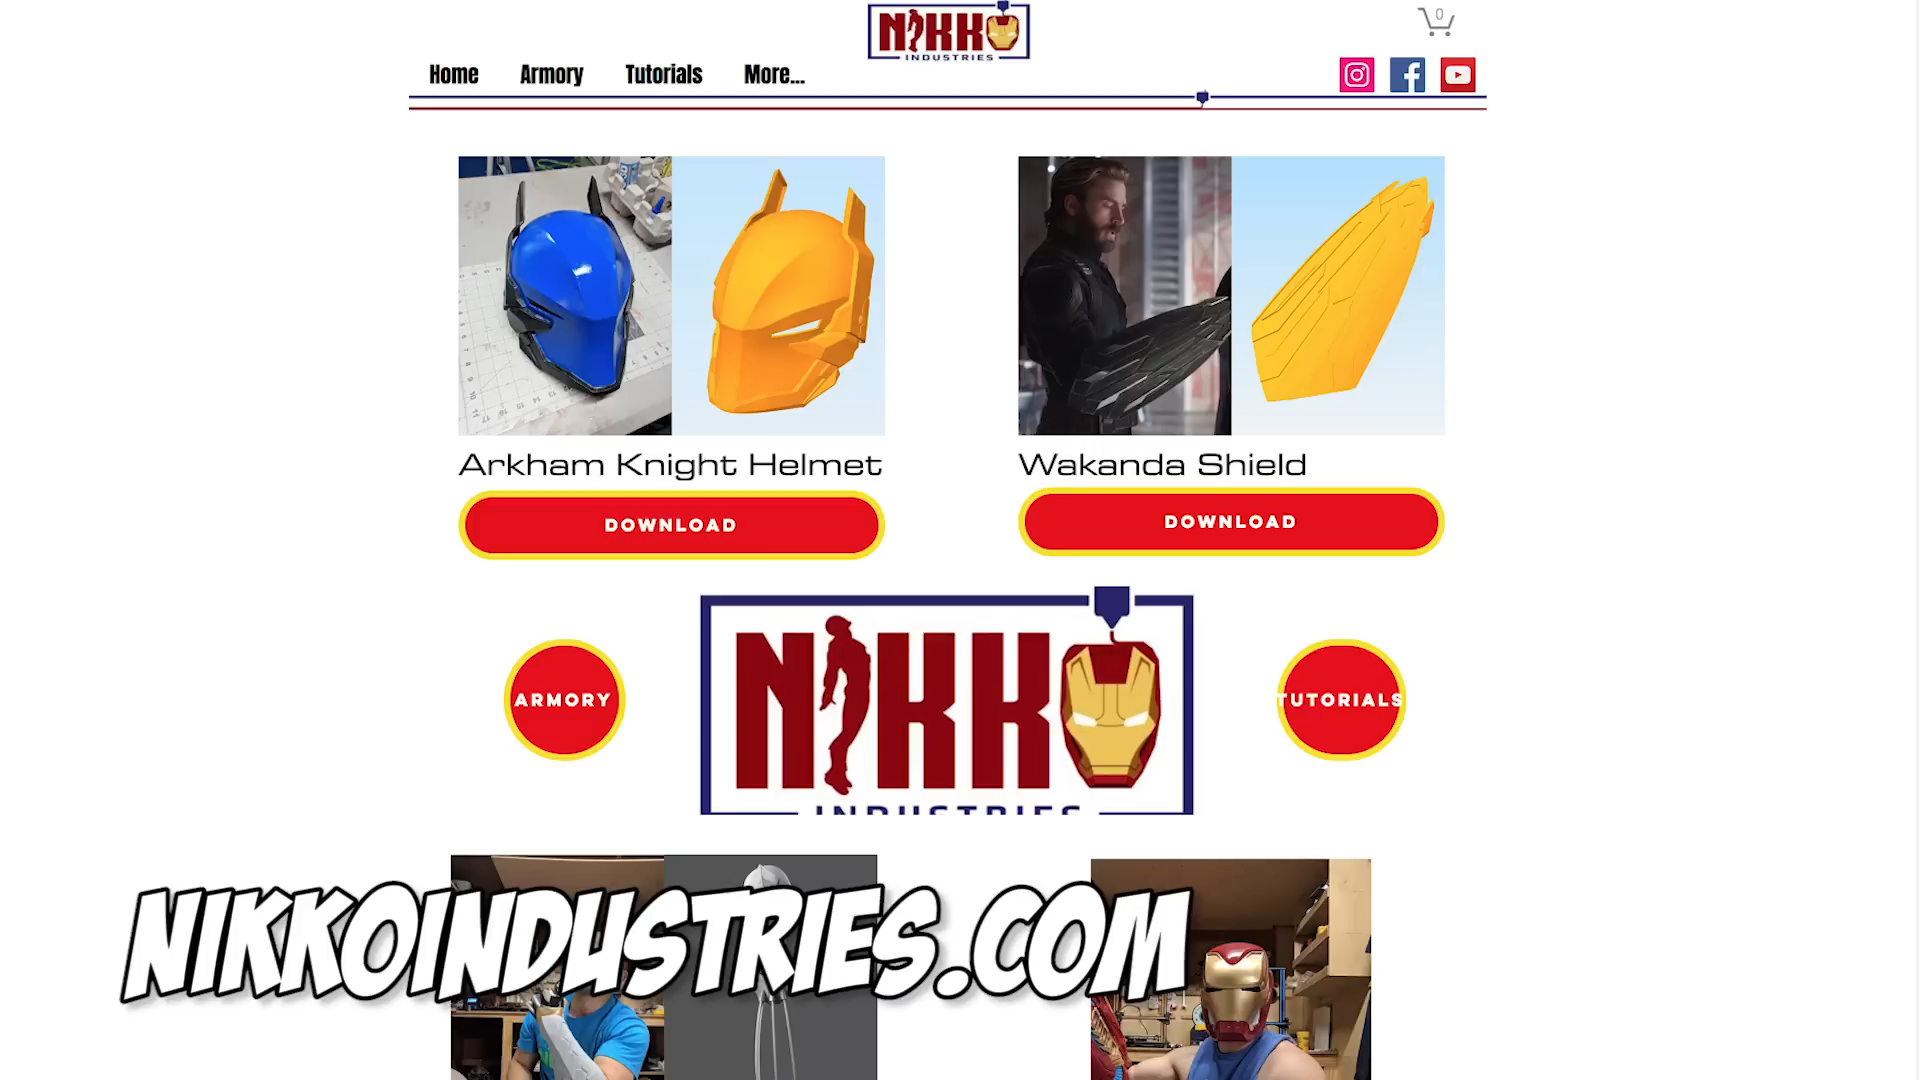 NIKKO
INDUSTRIES
0
Home Armory Tutorials More...
Arkham Knight Helmet Wakanda Shield
DOWNLOAD DOWNLOAD
NIKKO
INDUSTRIES
ARMORY TUTORIALS
NIKKOINDUSTRIES.COM